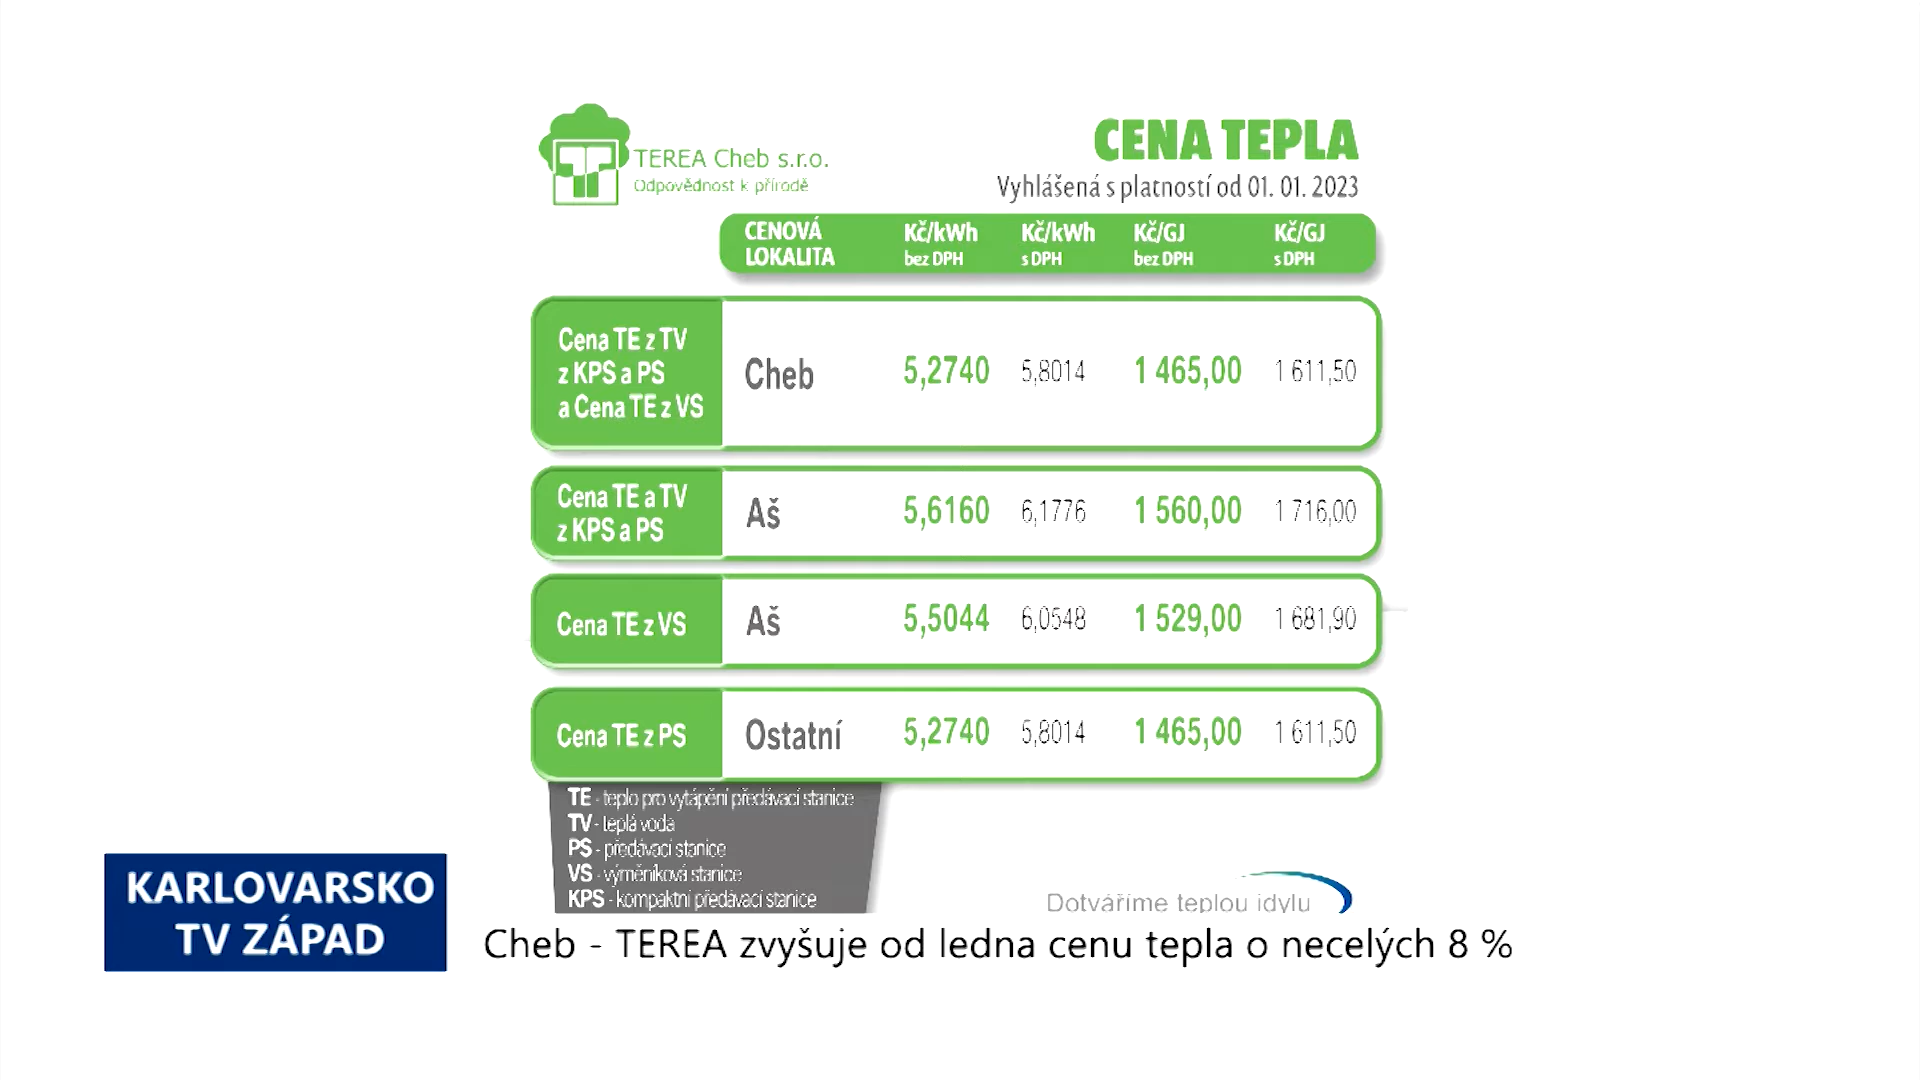 TEREA Cheb s.r.o.
Odpovědnost k přírodě
CENA TEPLA
Vyhlášená s platností od 01. 01. 2023
CENOVÁ LOKALITA Kč/kWh bez DPH Kč/kWh s DPH Kč/GJ bez DPH Kč/GJ s DPH
Cena TE z TV
z KPS a PS
a Cena TE z VS
Cheb 5,2740 5,8014 1 465,00 1 611,50
Cena TE a TV
z KPS a PS
Aš 5,6160 6,1776 1 560,00 1 716,00
Cena TE z VS
Aš 5,5044 6,0548 1 529,00 1 681,90
Cena TE z PS
Ostatní 5,2740 5,8014 1 465,00 1 611,50
TE - teplo pro vytápění předávací stanice
TV - teplá voda
PS - předávací stanice
VS - výměníková stanice
KPS - kompaktní předávací stanice
Dotváříme teplou idylu
KARLOVARSKO
TV ZÁPAD
Cheb - TEREA zvyšuje od ledna cenu tepla o necelých 8 %